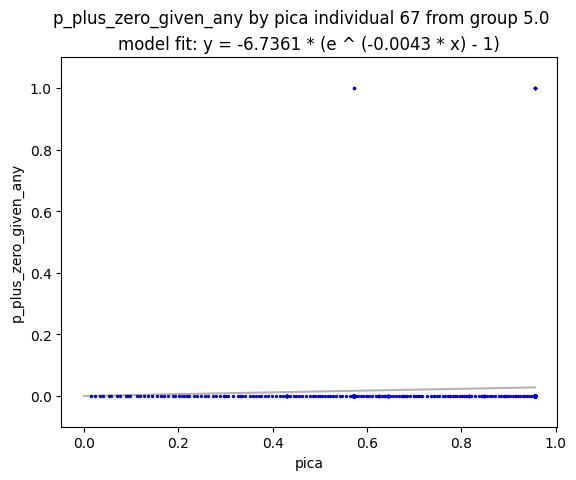 p_plus_zero_given_any by pica individual 67 from group 5.0
model fit: y = -6.7361 * (e ^ (-0.0043 * x) - 1)
1.0
0.8
0.6
0.4
0.2
0.0
p_plus_zero_given_any
0.0 0.2 0.4 0.6 0.8 1.0
pica